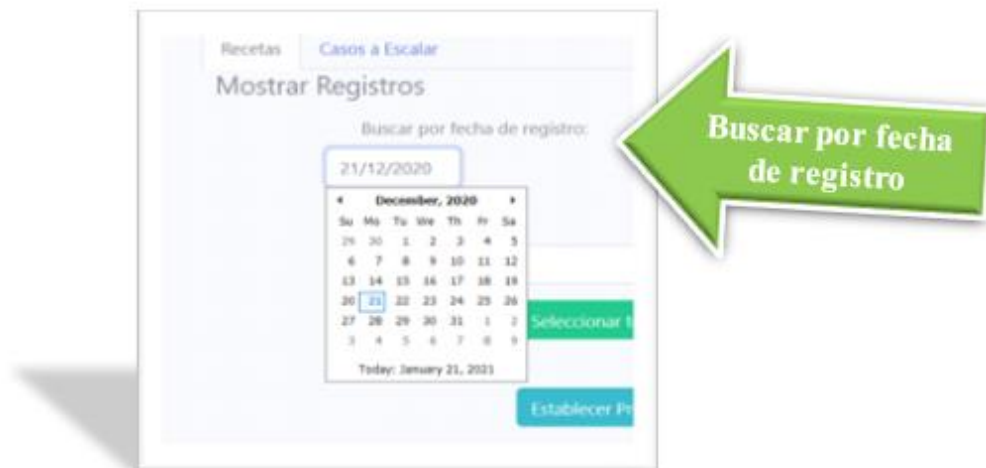 Recetas Casos a Escalar
Mostrar Registros
Buscar por fecha de registro:
21/12/2020
December, 2020
Su Mo Tu We Th Fr Sa
29 30 1 2 3 4 5
6 7 8 9 10 11 12
13 14 15 16 17 18 19
20 21 22 23 24 25 26
27 28 29 30 31 1 2
3 4 5 6 7 8 9
Today: January 21, 2021
Seleccionar
Establecer
Buscar por fecha
de registro